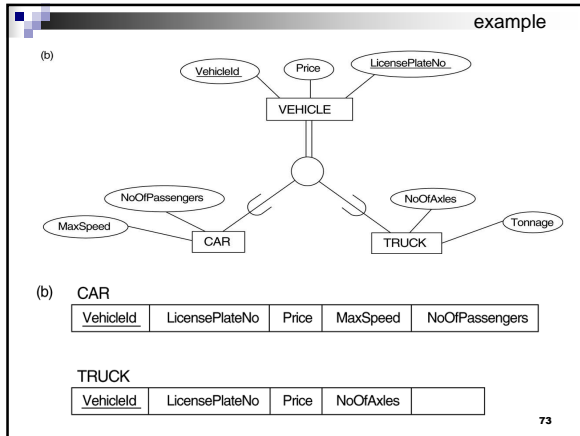 example
(b)
VehicleId
Price
LicensePlateNo
VEHICLE
NoOfPassengers
NoOfAxles
MaxSpeed
Tonnage
CAR
TRUCK
(b) CAR
VehicleId LicensePlateNo Price MaxSpeed NoOfPassengers
TRUCK
VehicleId LicensePlateNo Price NoOfAxles
73